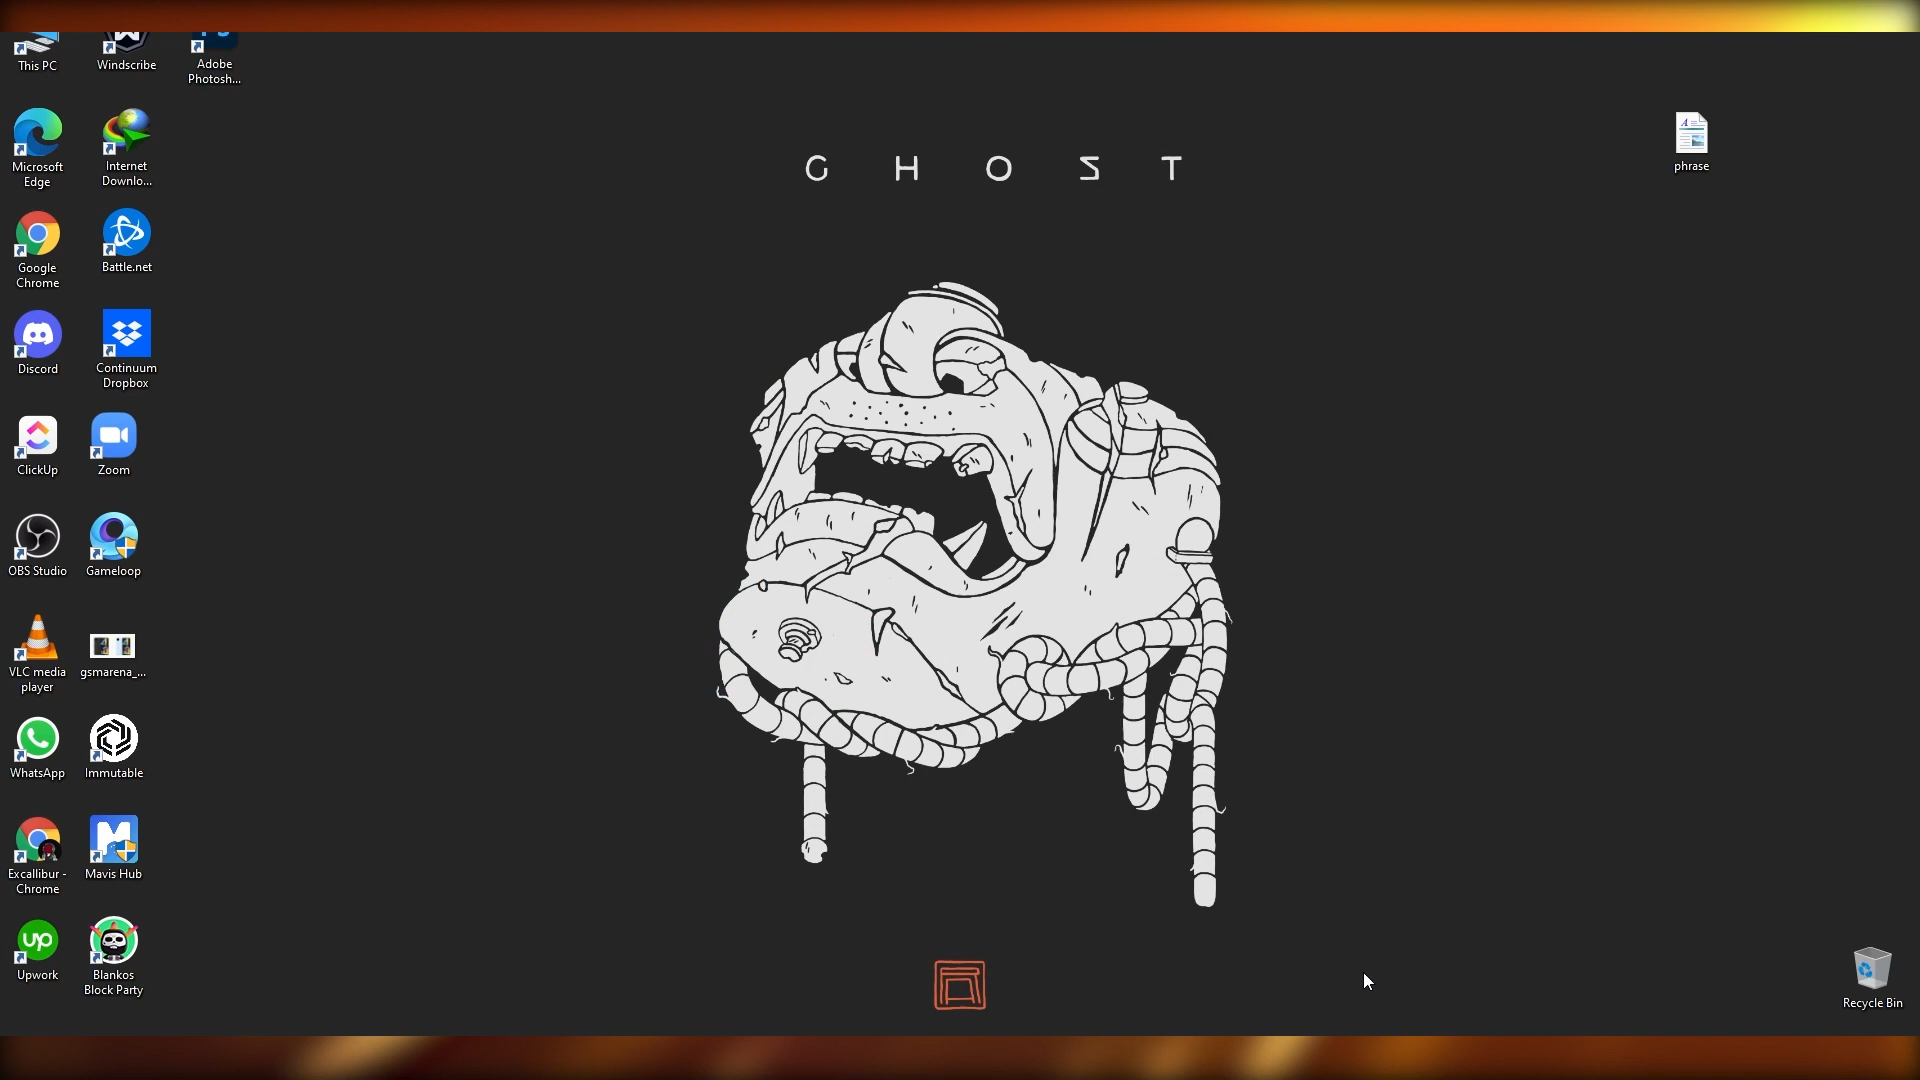 This PC
Windscribe
Adobe
Photosh...
G H O S T
Microsoft
Edge
Internet
Downlo...
phrase
Google
Chrome
Battle.net
Discord
Continuum
Dropbox
ClickUp
Zoom
OBS Studio
Gameloop
VLC media
player
gsmarena_...
WhatsApp
Immutable
Excallibur -
Chrome
Mavis Hub
up
Upwork
Blankos
Block Party
Recycle Bin